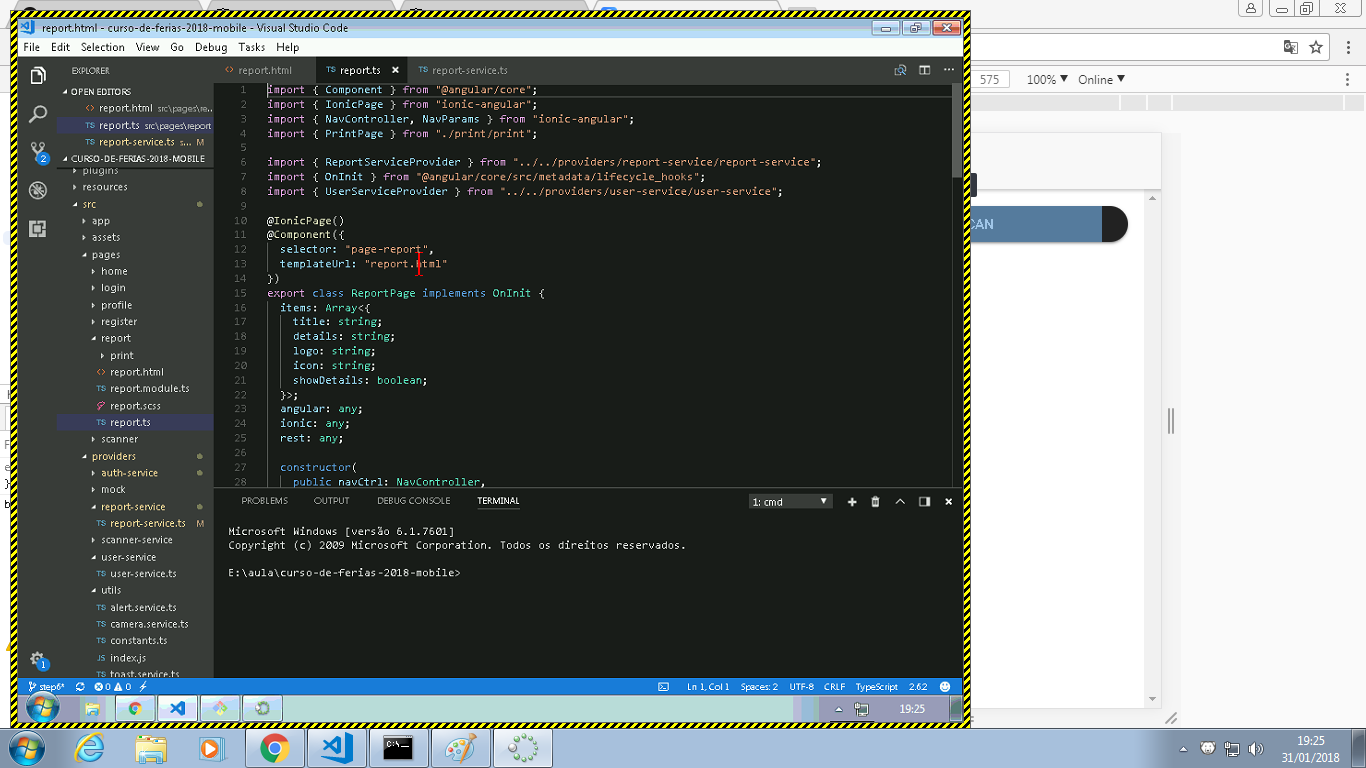 report.html - curso-de-ferias-2018-mobile - Visual Studio Code
File Edit Selection View Go Debug Tasks Help
EXPLORER
report.html
report.ts
report-service.ts
575
100%
Online
OPEN EDITORS
report.html src\pages\re...
report.ts src\pages\report
report-service.ts s... M
CURSO-DE-FERIAS-2018-MOBILE
plugins
resources
src
app
assets
pages
home
login
profile
register
report
print
report.html
report.module.ts
report.scss
report.ts
scanner
providers
auth-service
mock
report-service
report-service.ts M
scanner-service
user-service
user-service.ts
utils
alert.service.ts
camera.service.ts
constants.ts
index.js
toast.service.ts
2
1
1 import { Component } from "@angular/core";
2 import { IonicPage } from "ionic-angular";
3 import { NavController, NavParams } from "ionic-angular";
4 import { PrintPage } from "./print/print";
5
6 import { ReportServiceProvider } from "../../providers/report-service/report-service";
7 import { OnInit } from "@angular/core/src/metadata/lifecycle_hooks";
8 import { UserServiceProvider } from "../../providers/user-service/user-service";
9
10 @IonicPage()
11 @Component({
12 selector: "page-report",
13 templateUrl: "report.html"
14 })
15 export class ReportPage implements OnInit {
16 items: Array<{
17 title: string;
18 details: string;
19 logo: string;
20 icon: string;
21 showDetails: boolean;
22 }>;
23 angular: any;
24 ionic: any;
25 rest: any;
26
27 constructor(
28 public navCtrl: NavController,
PROBLEMS OUTPUT DEBUG CONSOLE TERMINAL
1: cmd
Microsoft Windows [versão 6.1.7601]
Copyright (c) 2009 Microsoft Corporation. Todos os direitos reservados.
E:\aula\curso-de-ferias-2018-mobile>
step6* 0 0
Ln 1, Col 1 Spaces: 2 UTF-8 CRLF TypeScript 2.6.2
19:25
CAN
C:\_
19:25
31/01/2018